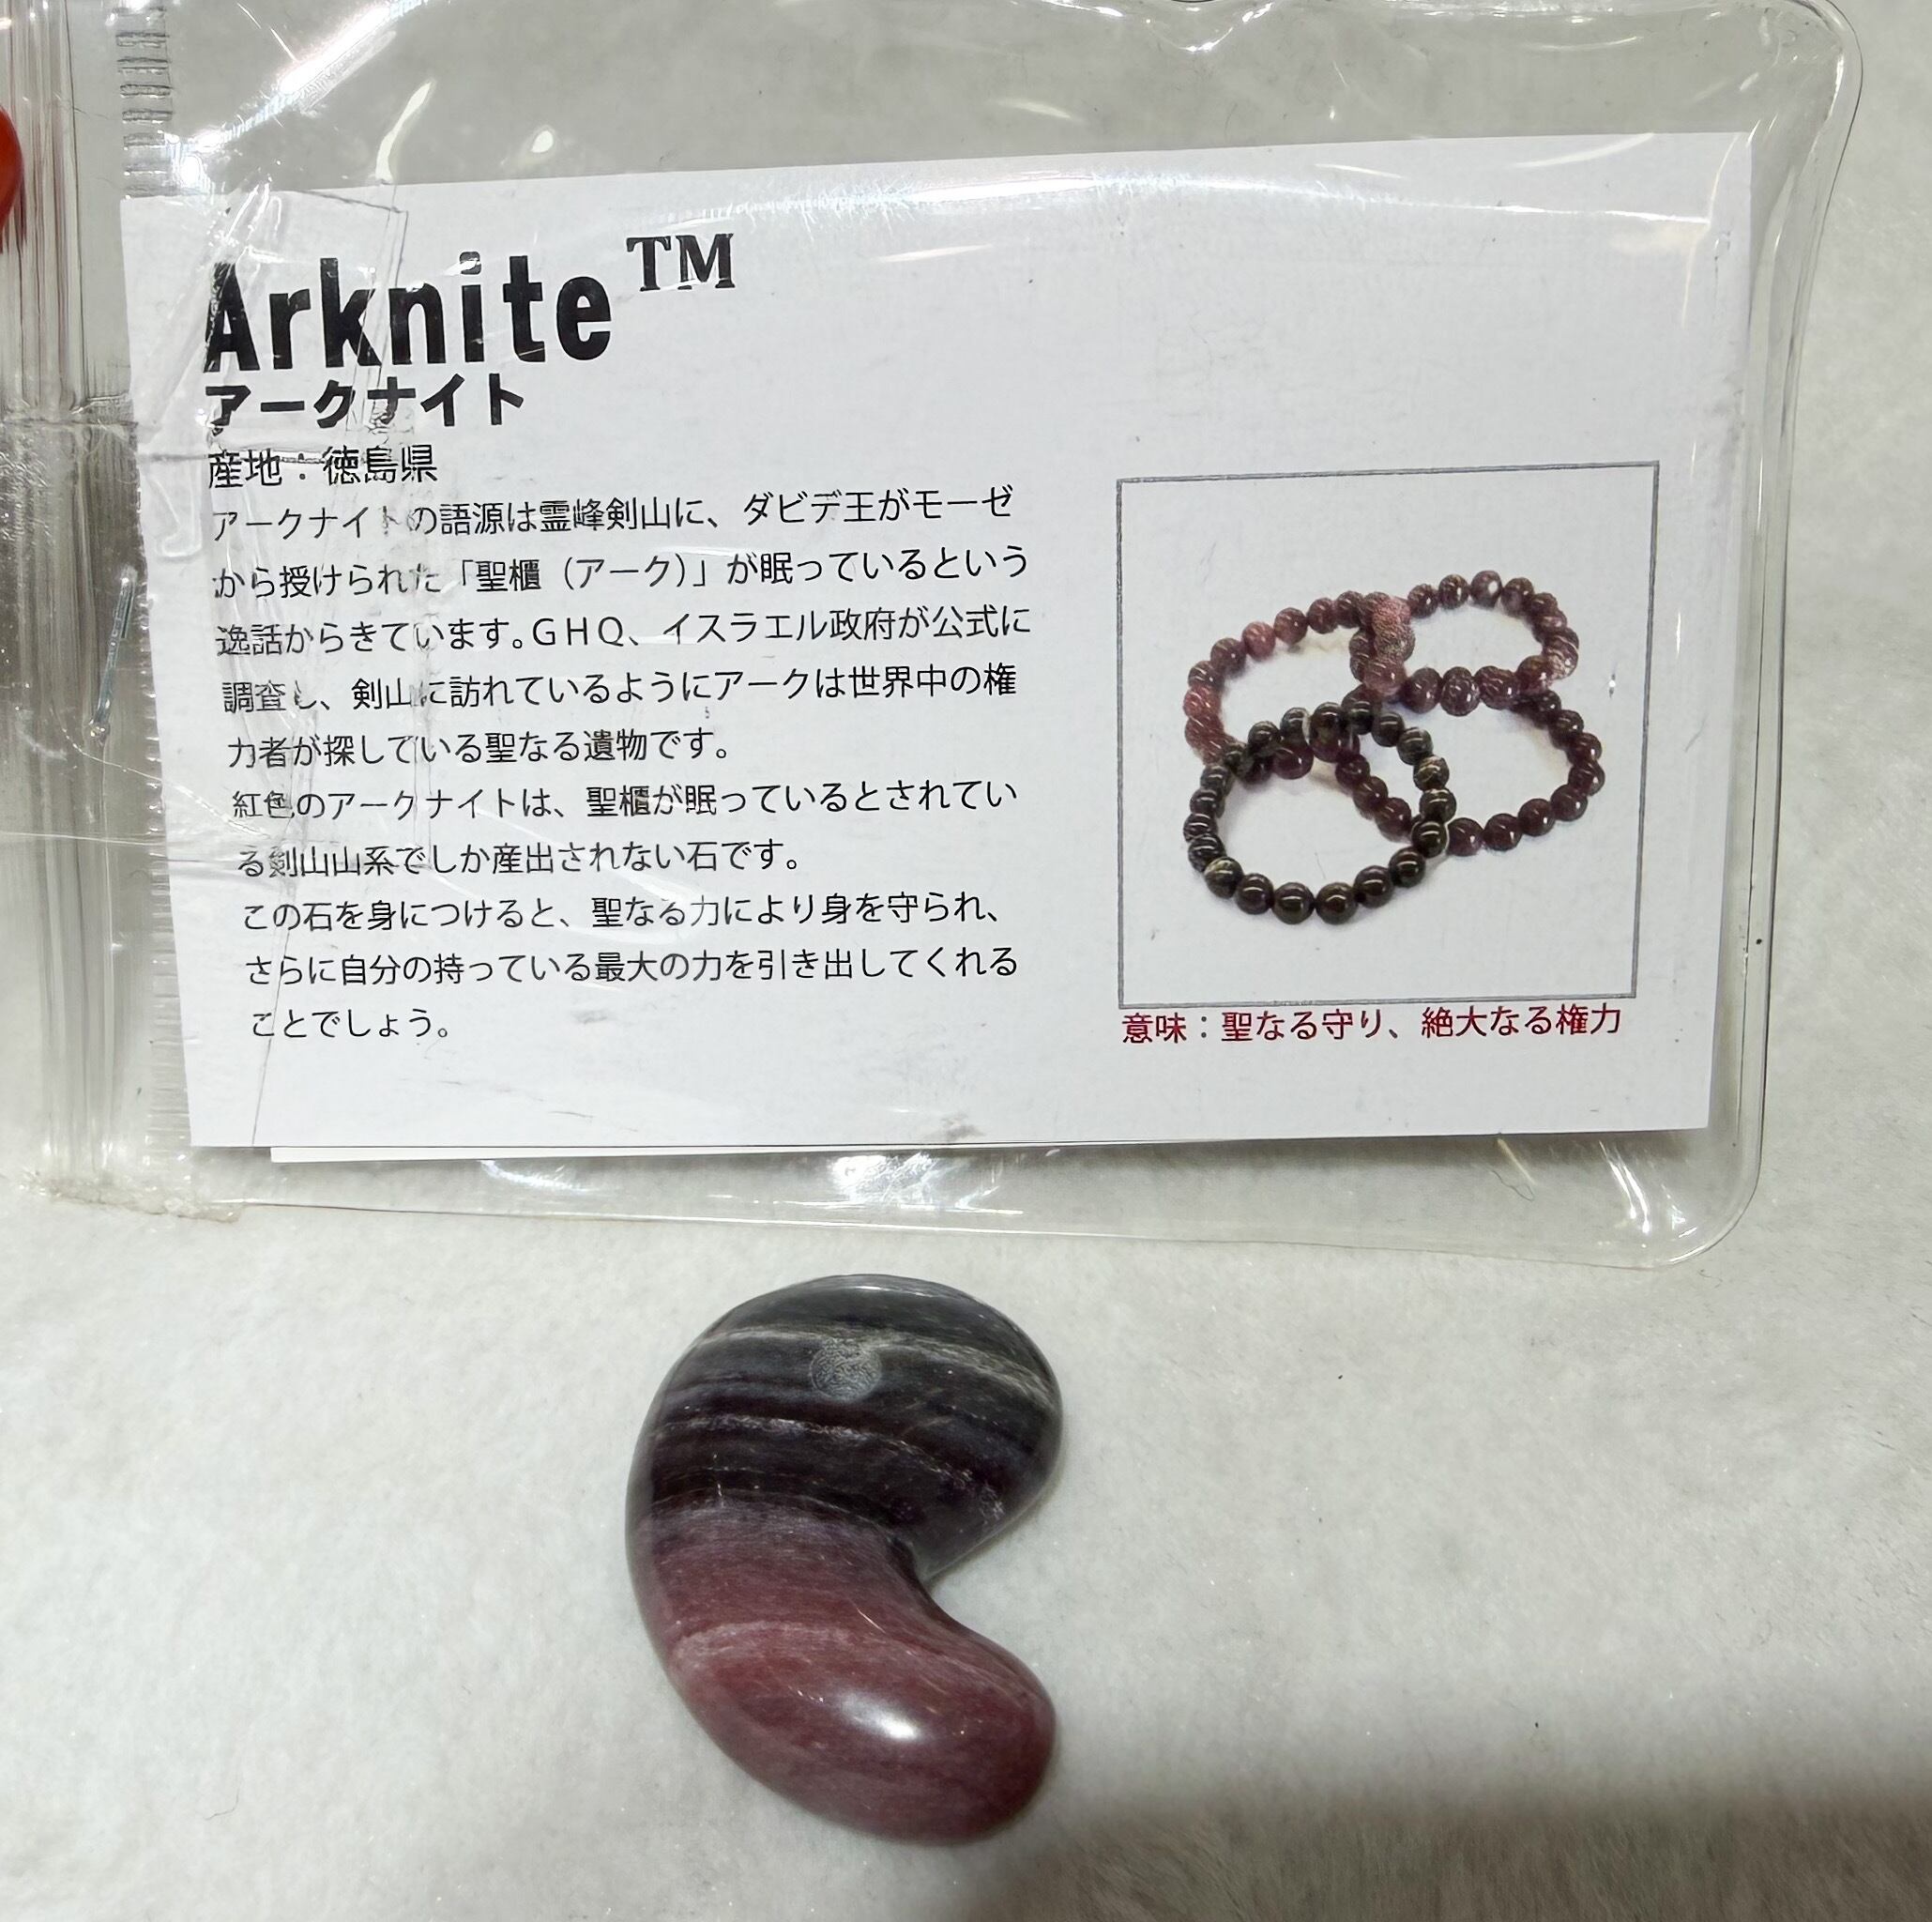 Arknite™
アークナイト
産地：徳島県
アークナイトの語源は霊峰剣山に、ダビデ王がモーゼ
から授けられた「聖櫃（アーク）」が眠っているという
逸話からきています。GHQ、イスラエル政府が公式に
調査し、剣山に訪れているようにアークは世界中の権
力者が探している聖なる遺物です。
紅色のアークナイトは、聖櫃が眠っているとされてい
る剣山山系でしか産出されない石です。
この石を身につけると、聖なる力により身を守られ、
さらに自分の持っている最大の力を引き出してくれる
ことでしょう。
意味：聖なる守り、絶大なる権力